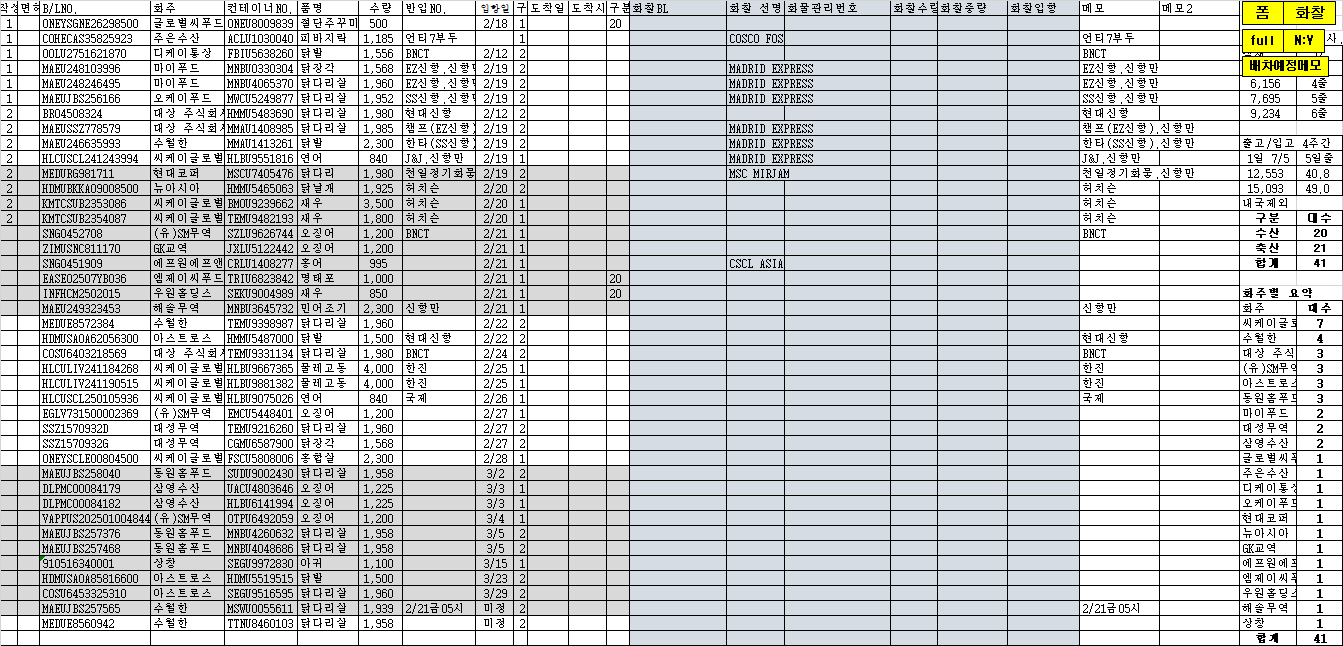 작성 면허 B/LNO. 화주 컨테이너NO. 품명 수량 반입NO. 입항일 구 도착일 도착시 구분 화찰BL 화찰 선명 화물관리번호 화찰수량 화찰중량 화찰입항 메모 메모2 폼 화찰
1 ONEYSGNE26298500 글로벌씨푸드 ONEU9008839 절단주꾸미 500 2/18 1 20
1 COHECAS35825923 주은수산 ACLU1030040 피바지락 1,185 언티7부두 1 COSCO FOS 언티7부두 full N:Y 사.
1 OOLU2751621870 디케이통상 FBIU5638260 닭발 1,556 BNCT 2/12 2 BNCT
1 MAEU248103996 마이푸드 MNBU0330304 닭장각 1,568 EZ신항.신항만 2/19 2 MADRID EXPRESS EZ신항.신항만 배차예정메모
1 MAEU248246495 마이푸드 MNBU4065370 닭다리살 1,960 EZ신항.신항만 2/19 2 MADRID EXPRESS EZ신항.신항만 6,156 4줄
1 MAEUJBS256166 오케이푸드 MWCU5249877 닭다리살 1,952 SS신항.신항만 2/19 2 MADRID EXPRESS SS신항.신항만 7,695 5줄
2 BRO4508324 대상 주식회사 HMMU5483690 닭다리살 1,980 현대신항 2/12 2 현대신항 9,234 6줄
2 MAEUSSZ778579 대상 주식회사 MMAU1408985 닭다리살 1,985 챔프(EZ신항) 2/19 2 MADRID EXPRESS 챔프(EZ신항).신항만
2 MAEU246635993 수월한 MMAU1413261 닭발 2,300 한타(SS신항) 2/19 2 MADRID EXPRESS 한타(SS신항).신항만 출고/입고 4주간
2 HLCUSCL241243994 씨케이글로벌 HLBU9551816 연어 840 J&J.신항만 2/19 1 MADRID EXPRESS J&J.신항만 1일 7/5 5일줄
2 MEDURG981711 현대코퍼 MSCU7405476 닭다리 1,980 천일정기화물 2/19 2 MSC MIRJAM 천일정기화물.신항만 12,553 40.8
2 HDMUBKKA09008500 뉴아시아 HMMU5465063 닭날개 1,925 허치슨 2/20 2 허치슨 15,093 49.0
2 KMTCSUB2353086 씨케이글로벌 BMOU9239662 새우 3,500 허치슨 2/20 1 허치슨 내국제외
2 KMTCSUB2354087 씨케이글로벌 TEMU9482193 새우 1,800 허치슨 2/20 1 허치슨 구분 대수
SNG0452708 (유)SM무역 SZLU9626744 오징어 1,200 BNCT 2/21 1 BNCT 수산 20
ZIMUSNC811170 GK교역 JXLU5122442 오징어 1,200 2/21 1 축산 21
SNG0451909 에프원에프앤 CRLU1408277 홍어 995 2/21 1 CSCL ASIA 합계 41
EASE02507YB036 엠제이씨푸드 TRIU6823842 명태포 1,000 2/21 1 20
INFHCM2502015 우원홀딩스 SEKU9004989 새우 850 2/21 1 20 화주별 요약
MAEU249323453 해솔무역 MNBU3645732 민어조기 2,300 신항만 2/21 1 신항만 화주 대수
MEDUE8572384 수월한 TEMU9398987 닭다리살 1,960 2/22 2 씨케이글로 7
HDMUSAOA62056300 아스트로스 HMMU5487000 닭발 1,500 현대신항 2/22 2 현대신항 수월한 4
COSU6403218569 대상 주식회사 TEMU9331134 닭다리살 1,980 BNCT 2/24 2 BNCT 대상 주식 3
HLCULIV241184268 씨케이글로벌 HLBU9667365 물레고둥 4,000 한진 2/25 1 한진 (유)SM무역 3
HLCULIV241190515 씨케이글로벌 HLBU9881382 물레고둥 4,000 한진 2/25 1 한진 아스트로스 3
HLCUSCL250105936 씨케이글로벌 HLBU9075026 연어 840 국제 2/26 1 국제 동원홈푸드 3
EGLV731500002369 (유)SM무역 EMCU5448401 오징어 1,200 2/27 1 마이푸드 2
SSZ1570932D 대성무역 TEMU9216260 닭다리살 1,960 2/27 2 대성무역 2
SSZ1570932G 대성무역 CGMU6587900 닭장각 1,568 2/27 2 삼영수산 2
ONEYSCLE00804500 씨케이글로벌 FSCU5808006 홍합살 2,300 2/28 1 글로벌씨푸 1
MAEUJBS258040 동원홈푸드 SUDU9002430 닭다리살 1,958 3/2 2 주은수산 1
DLPMC00084179 삼영수산 UACU4803646 오징어 1,225 3/3 1 디케이통상 1
DLPMC00084182 삼영수산 HLBU6141994 오징어 1,225 3/3 1 오케이푸드 1
VAPPUS202501004844 (유)SM무역 OTPU6492059 오징어 1,200 3/4 1 현대코퍼 1
MAEUJBS257376 동원홈푸드 MNBU4260632 닭다리살 1,958 3/5 2 뉴아시아 1
MAEUJBS257468 동원홈푸드 MNBU4048686 닭다리살 1,958 3/5 2 GK교역 1
910516340001 상창 SEGU9972830 아귀 1,100 3/15 1 에프원에프 1
HDMUSAOA85816600 아스트로스 HDMU5519515 닭발 1,500 3/23 2 엠제이씨푸 1
COSU6453325310 아스트로스 SEGU9516595 닭다리살 1,960 3/29 2 우원홀딩스 1
MAEUJBS257565 수월한 MSWU0055611 닭다리살 1,939 2/21금05시 미정 2 2/21금05시 해솔무역 1
MEDUE8560942 수월한 TTNU8460103 닭다리살 1,958 미정 2 상창 1
합계 41